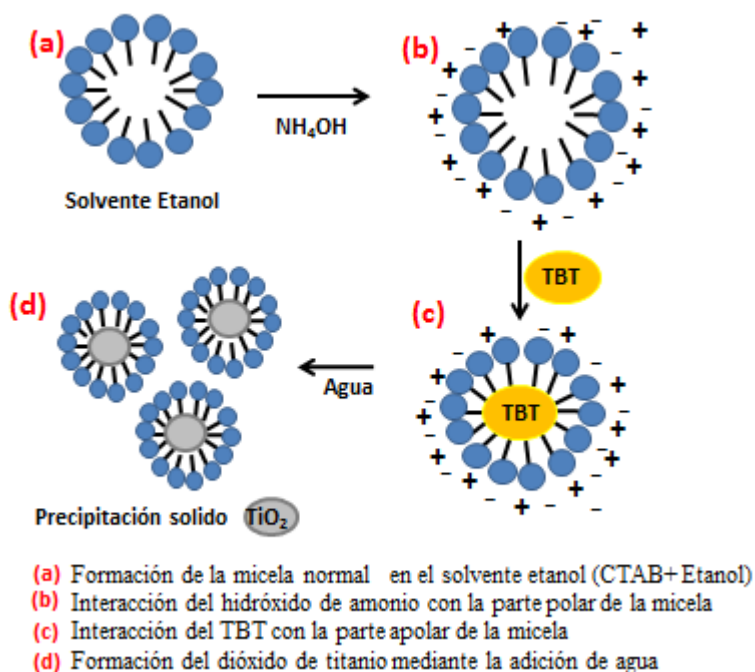 (a)
NH₄OH
Solvente Etanol
(b)
TBT
(c)
TBT
Agua
(d)
Precipitación solido TiO₂
(a) Formación de la micela normal en el solvente etanol (CTAB+Etanol)
(b) Interacción del hidróxido de amonio con la parte polar de la micela
(c) Interacción del TBT con la parte apolar de la micela
(d) Formación del dióxido de titanio mediante la adición de agua